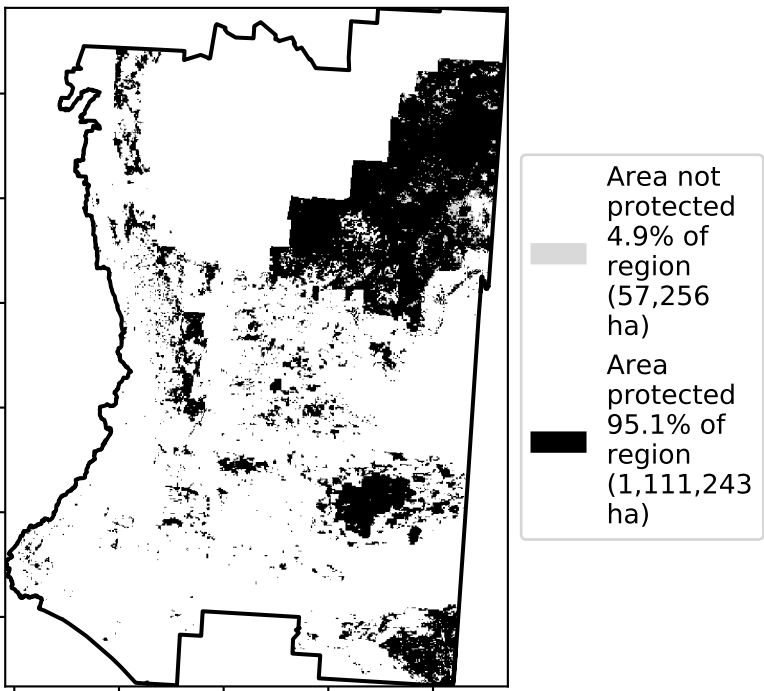 Area not
protected
4.9% of
region
(57,256
ha)
Area
protected
95.1% of
region
(1,111,243
ha)